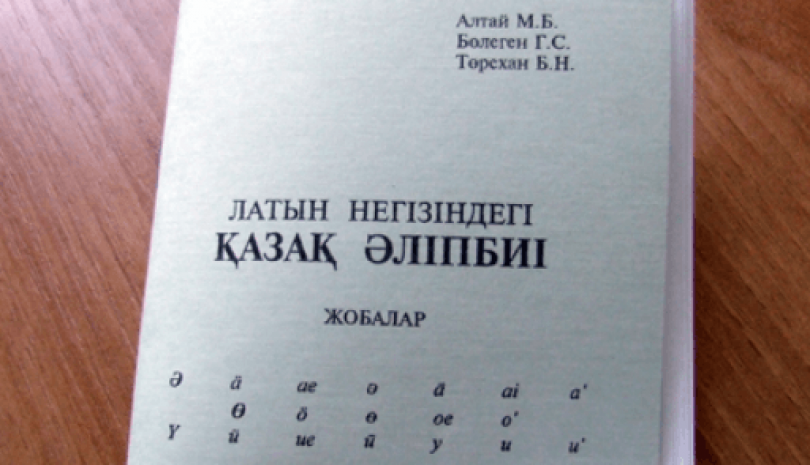 Алтай М.Б.
Болеген Г.С.
Төрехан Б.Н.
ЛАТЫН НЕГІЗІНДЕГІ
ҚАЗАҚ ӘЛІПБИІ
ЖОБАЛАР
Ә ä ae ə ā ai a'
Ө ö ө oe o'
Ү ue y u u'